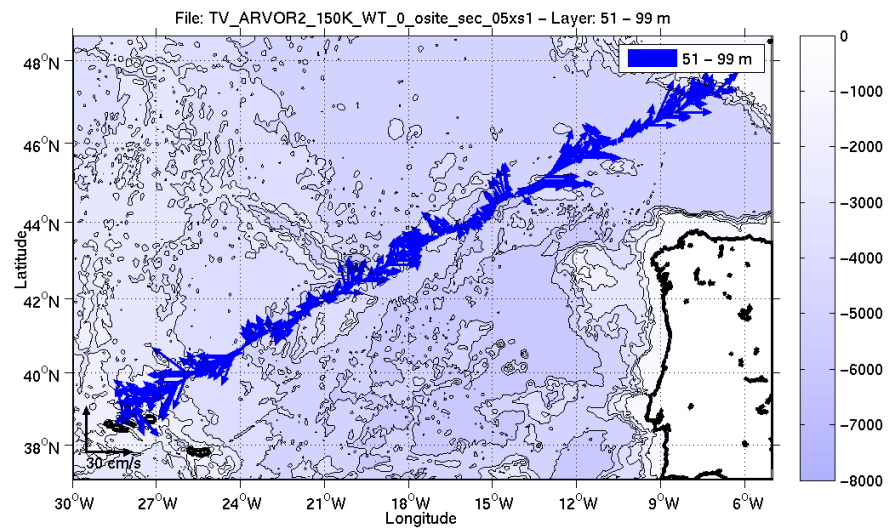 File: TV_ARVOR2_150K_WT_0_osite_sec_05xs1 – Layer: 51 – 99 m
51 – 99 m
48°N
46°N
44°N
42°N
40°N
38°N
Latitude
30 cm/s
30°W
27°W
24°W
21°W
18°W
15°W
12°W
9°W
6°W
Longitude
0
−1000
−2000
−3000
−4000
−5000
−6000
−7000
−8000